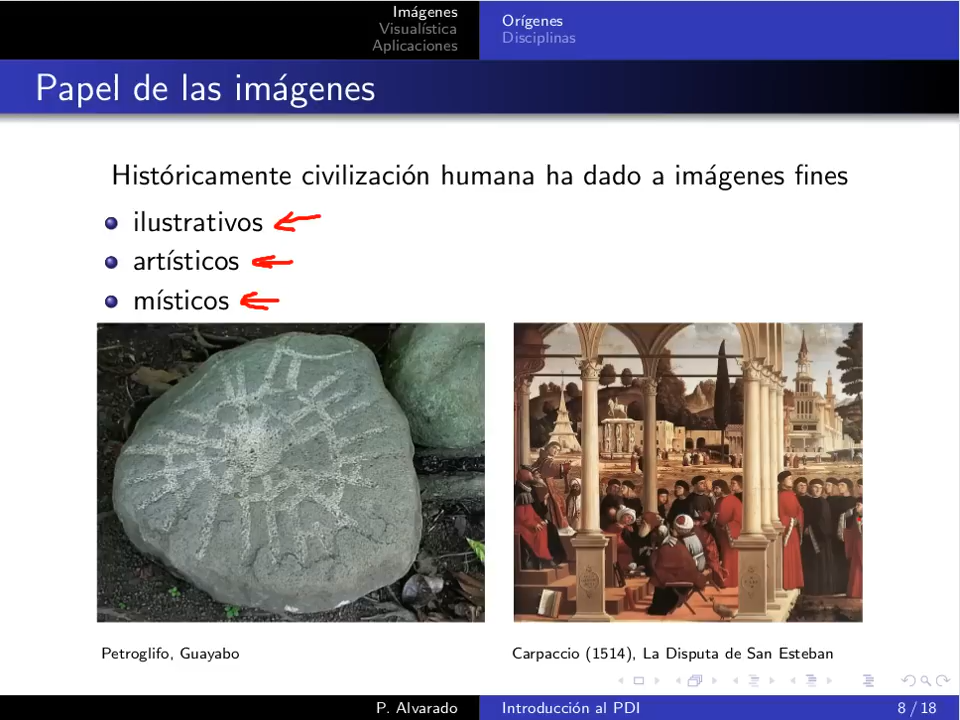 Imágenes
Visualística
Aplicaciones
Orígenes
Disciplinas
Papel de las imágenes
Históricamente civilización humana ha dado a imágenes fines
ilustrativos
artísticos
místicos
Petroglifo, Guayabo
Carpaccio (1514), La Disputa de San Esteban
P. Alvarado
Introducción al PDI
8 / 18